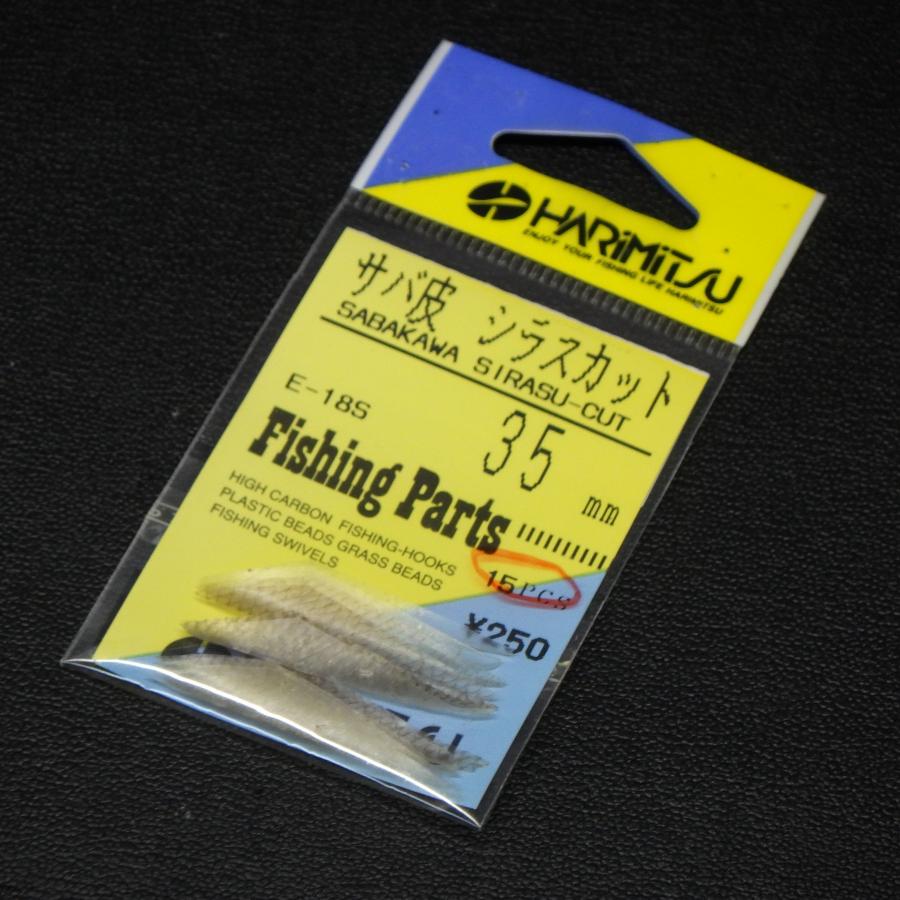 HARIMITSU
ENJOY YOUR FISHING LIFE HARIMITSU
サバ皮 シラスカット
SABAKAWA SIRASU-CUT
E-18S
35 mm
Fishing Parts
HIGH CARBON FISHING-HOOKS
PLASTIC BEADS GRASS BEADS
FISHING SWIVELS
15PCS
¥250